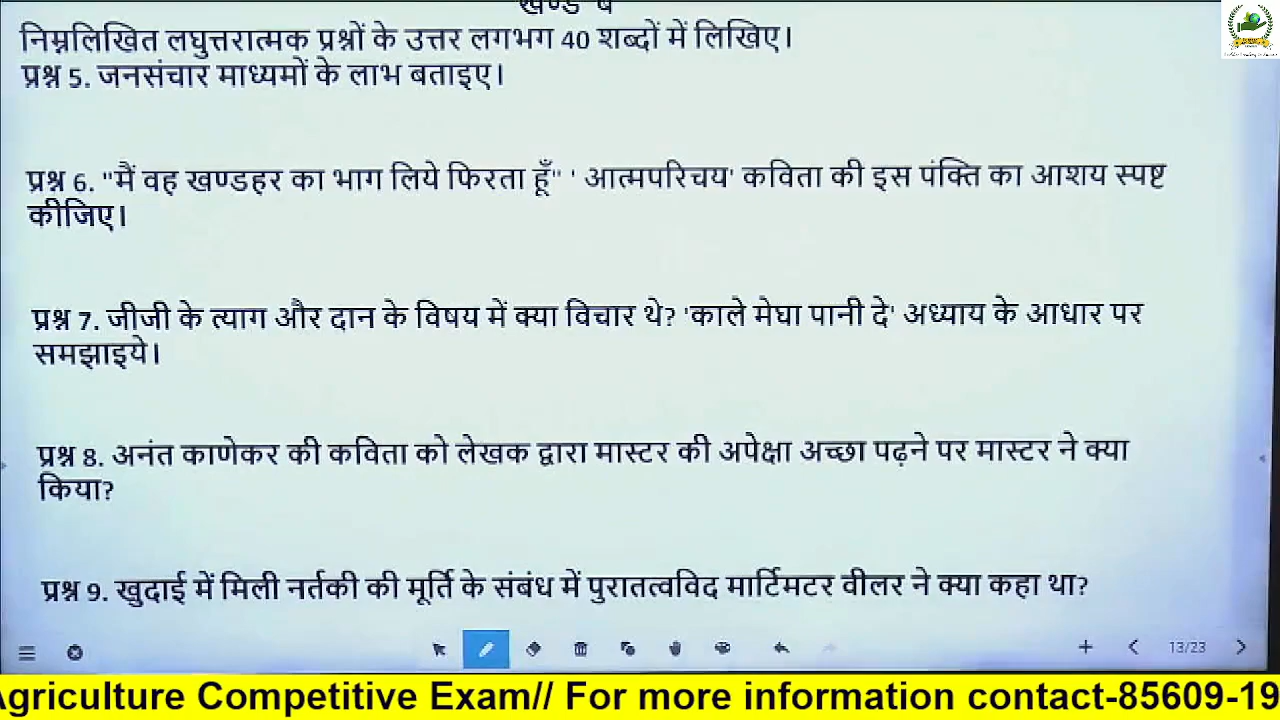 खण्ड ब
निम्नलिखित लघुत्तरात्मक प्रश्नों के उत्तर लगभग 40 शब्दों में लिखिए।
प्रश्न 5. जनसंचार माध्यमों के लाभ बताइए।
प्रश्न 6. "मैं वह खण्डहर का भाग लिये फिरता हूँ" ' आत्मपरिचय' कविता की इस पंक्ति का आशय स्पष्ट
कीजिए।
प्रश्न 7. जीजी के त्याग और दान के विषय में क्या विचार थे? 'काले मेघा पानी दे' अध्याय के आधार पर
समझाइये।
प्रश्न 8. अनंत काणेकर की कविता को लेखक द्वारा मास्टर की अपेक्षा अच्छा पढ़ने पर मास्टर ने क्या
किया?
प्रश्न 9. खुदाई में मिली नर्तकी की मूर्ति के संबंध में पुरातत्वविद मार्टिमटर वीलर ने क्या कहा था?
13/23
Agriculture Competitive Exam// For more information contact-85609-19